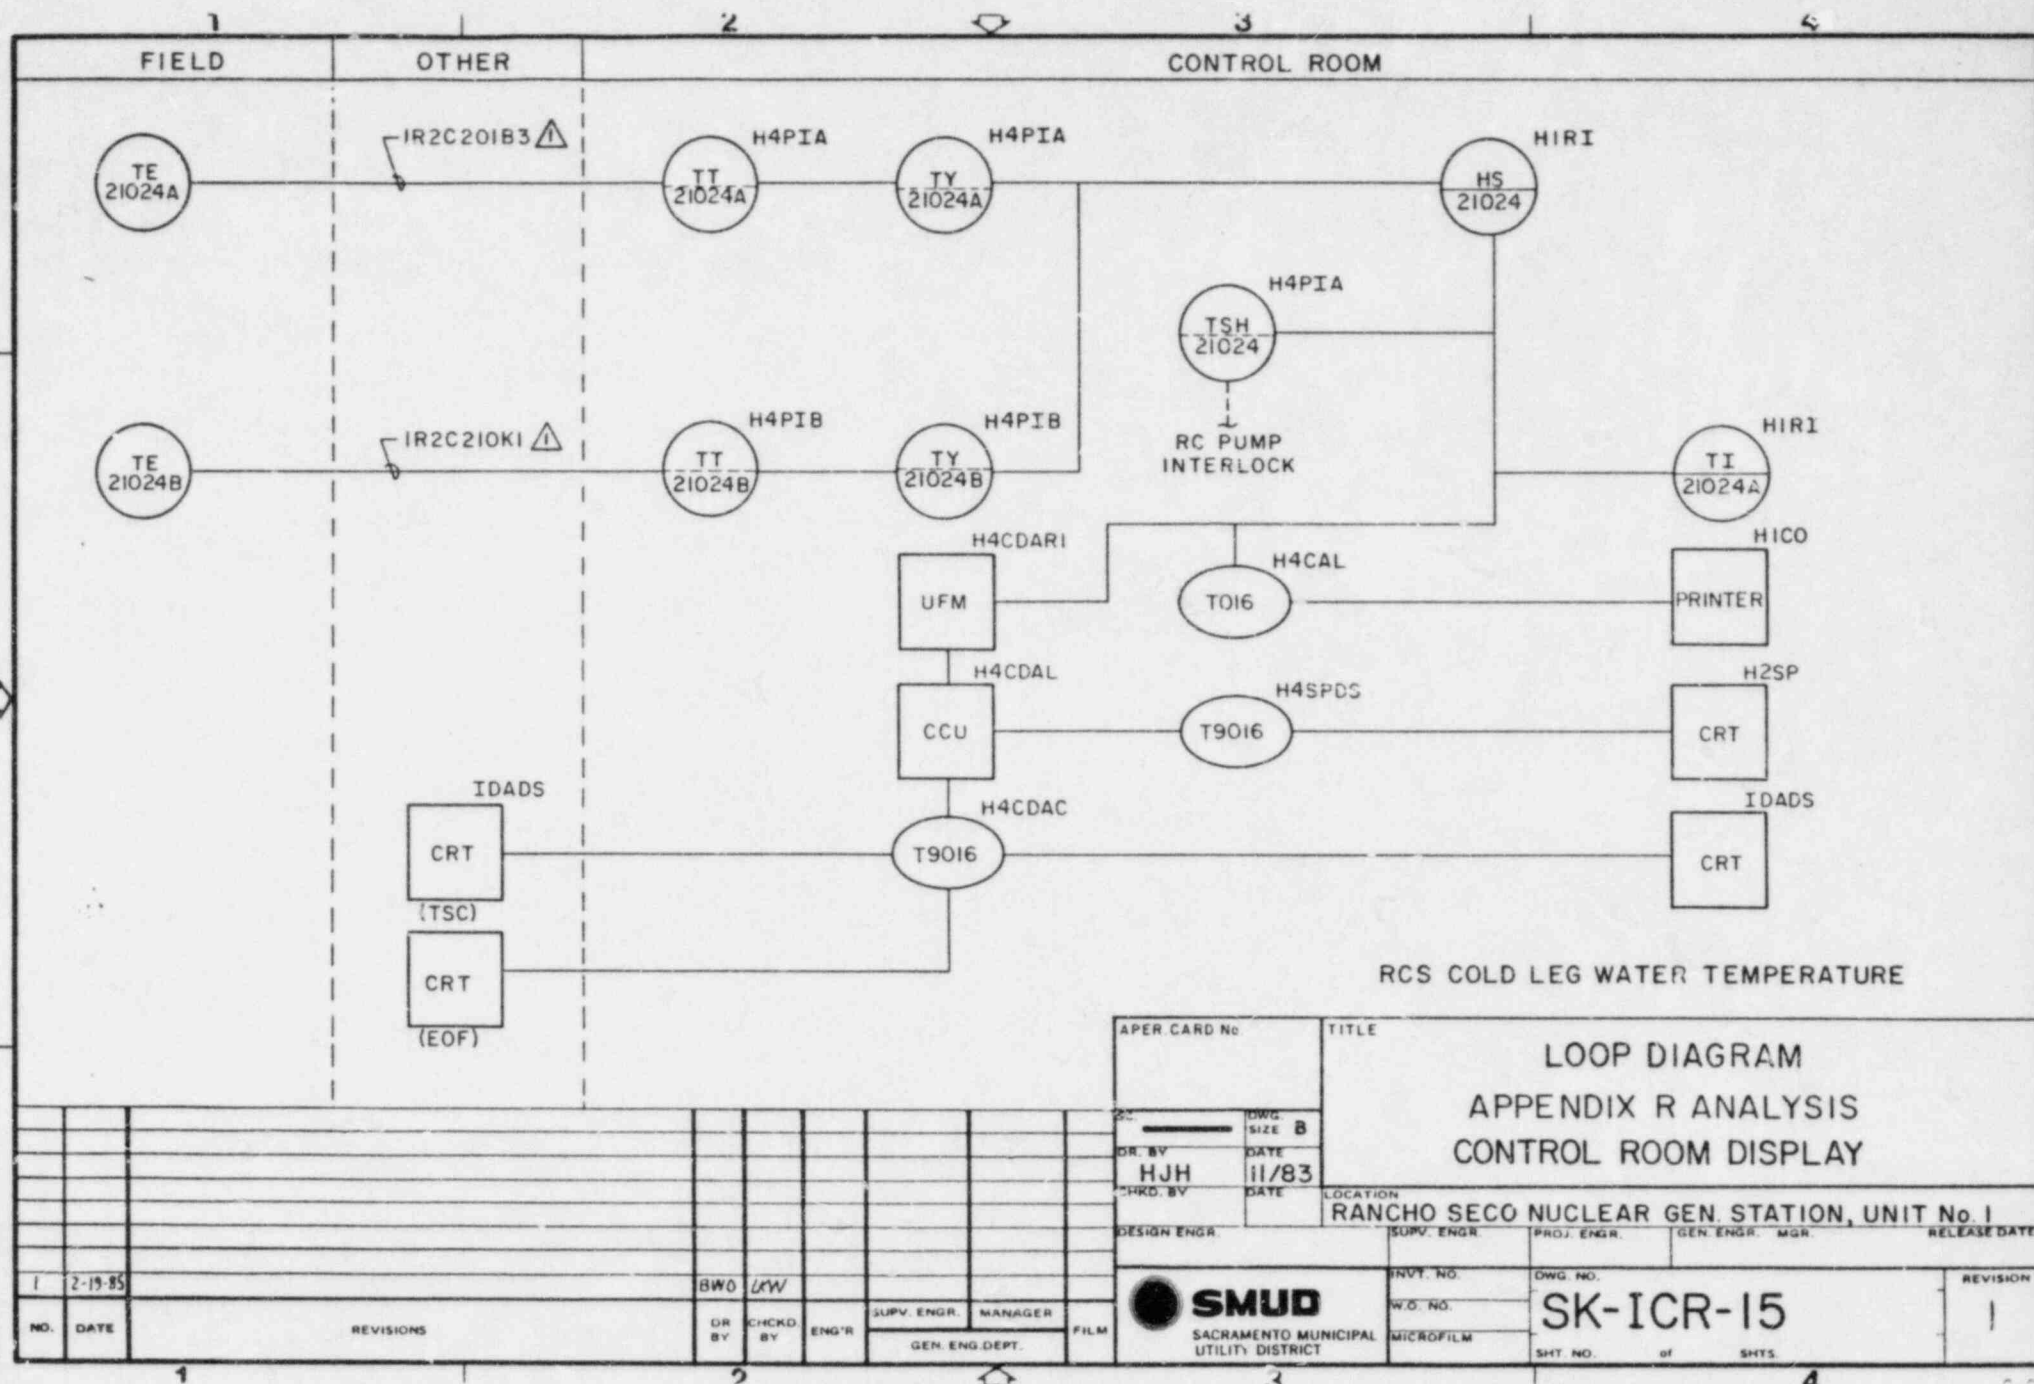 1 2 3 4
FIELD OTHER CONTROL ROOM
IR2C201B3 1
H4PIA
H4PIA
H1RI
TE
21024A
TT
21024A
TY
21024A
HS
21024
H4PIA
TSH
21024
RC PUMP
INTERLOCK
IR2C210K1 1
H4PIB
H4PIB
H1RI
TE
21024B
TT
21024B
TY
21024B
TI
21024A
H4CDARI
UFM
H4CAL
T016
H1CO
PRINTER
H4CDAL
CCU
H4SPDS
T9016
H2SP
CRT
IDADS
CRT
(TSC)
H4CDAC
T9016
IDADS
CRT
CRT
(EOF)
RCS COLD LEG WATER TEMPERATURE
APER. CARD No
TITLE
LOOP DIAGRAM
APPENDIX R ANALYSIS
CONTROL ROOM DISPLAY
DWG. SIZE B
DR. BY HJH
DATE 11/83
CHKD. BY
DATE
LOCATION
RANCHO SECO NUCLEAR GEN. STATION, UNIT No. 1
DESIGN ENGR.
SUPV. ENGR.
PROJ. ENGR.
GEN. ENGR. MGR.
RELEASE DATE
SMUD
SACRAMENTO MUNICIPAL
UTILITY DISTRICT
INVT. NO.
W.O. NO.
MICROFILM
DWG. NO.
SK-ICR-15
SHT. NO. of SHTS.
REVISION
1
1 2-19-85 BWD LKW
NO. DATE REVISIONS DR BY CHCKD. BY ENG'R SUPV. ENGR. MANAGER FILM
GEN. ENG. DEPT.
1 2 3 4